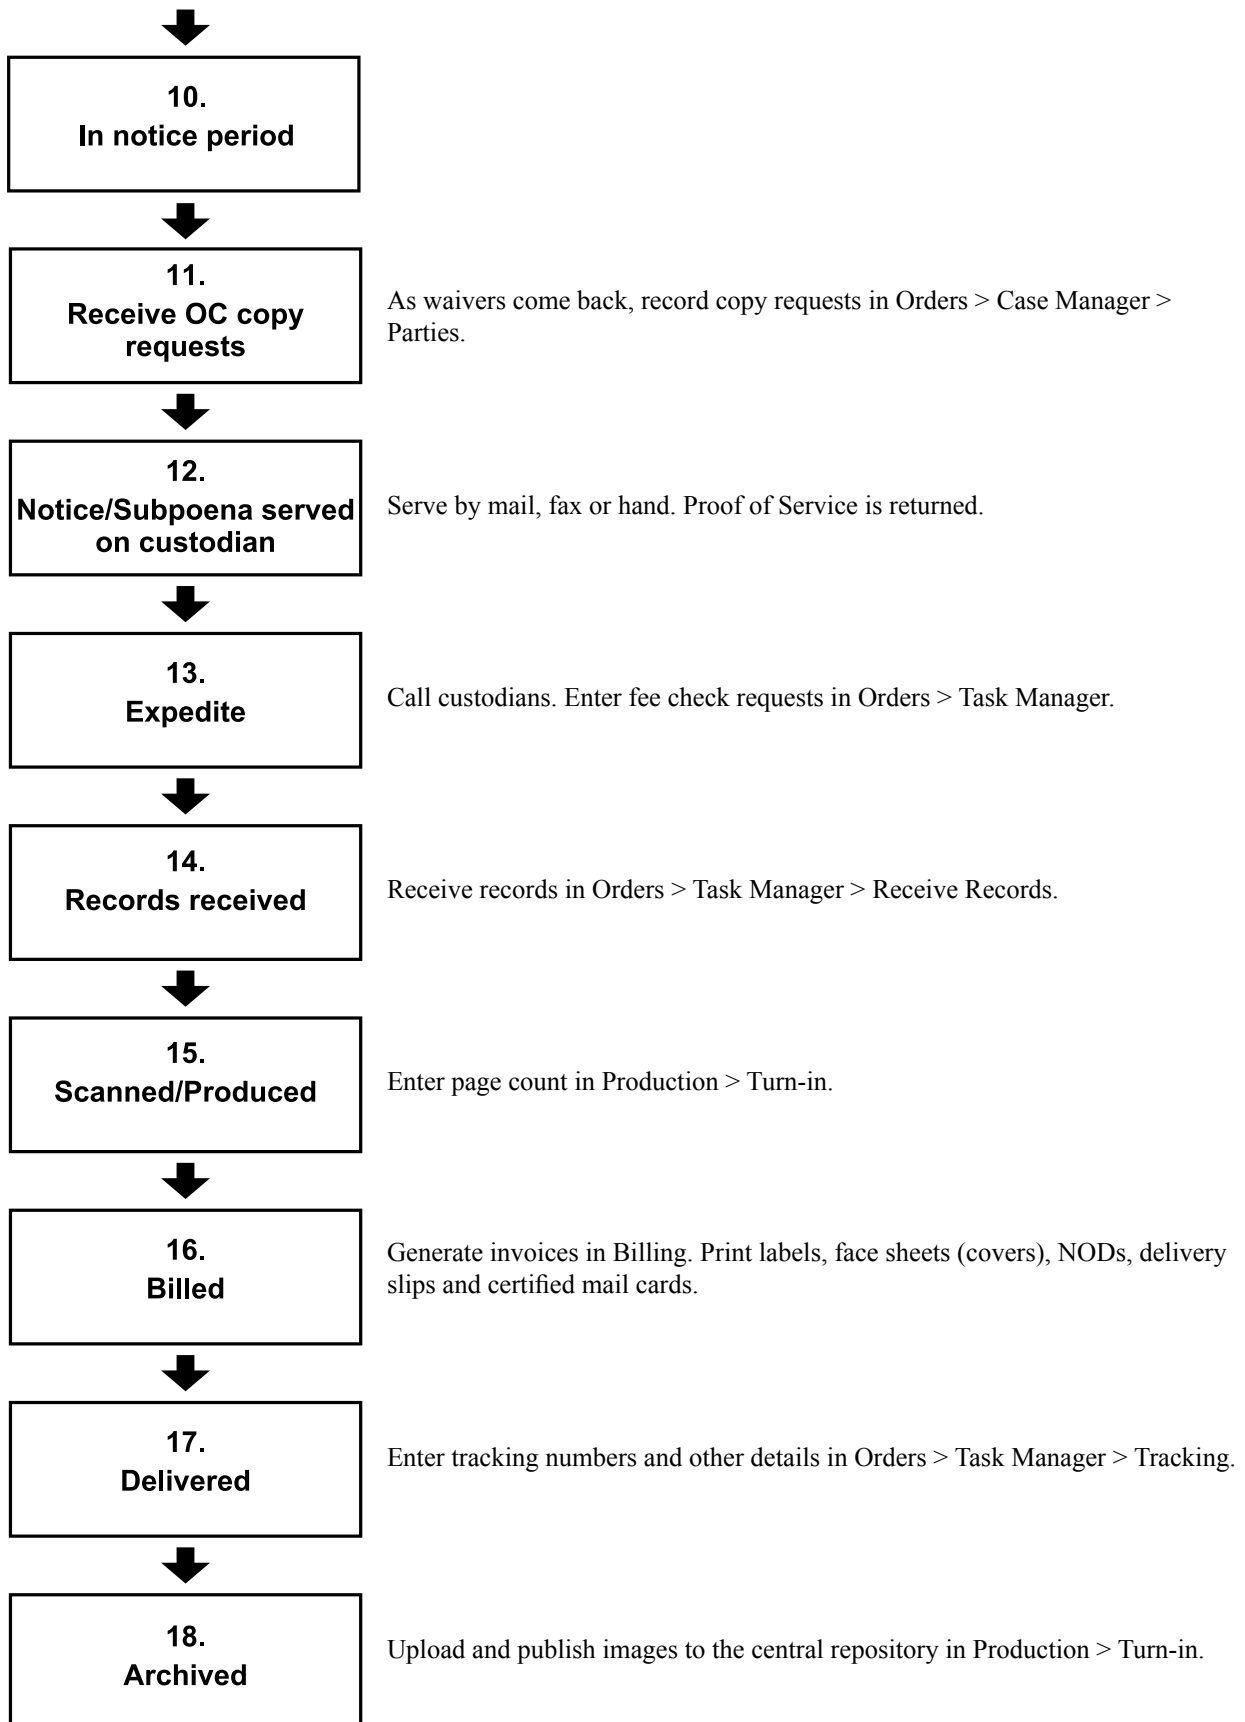 10.
In notice period
11.
Receive OC copy
requests
As waivers come back, record copy requests in Orders > Case Manager >
Parties.
12.
Notice/Subpoena served
on custodian
Serve by mail, fax or hand. Proof of Service is returned.
13.
Expedite
Call custodians. Enter fee check requests in Orders > Task Manager.
14.
Records received
Receive records in Orders > Task Manager > Receive Records.
15.
Scanned/Produced
Enter page count in Production > Turn-in.
16.
Billed
Generate invoices in Billing. Print labels, face sheets (covers), NODs, delivery
slips and certified mail cards.
17.
Delivered
Enter tracking numbers and other details in Orders > Task Manager > Tracking.
18.
Archived
Upload and publish images to the central repository in Production > Turn-in.